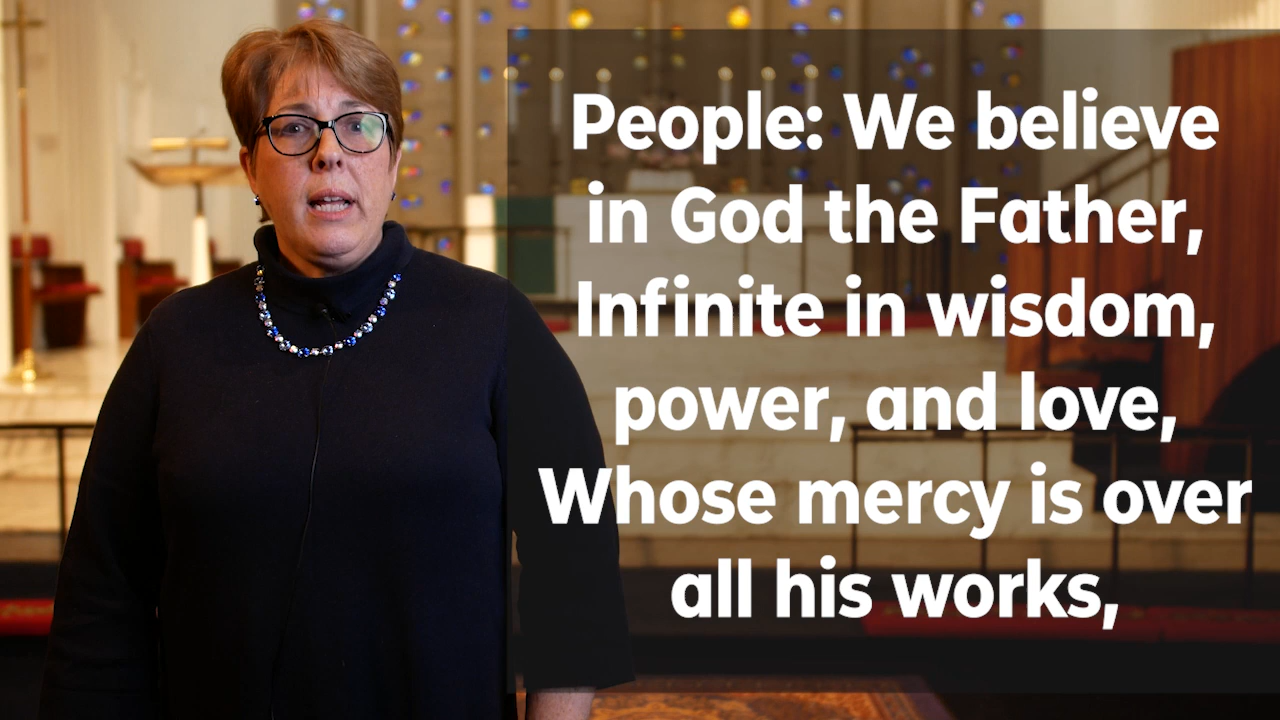 People: We believe
in God the Father,
Infinite in wisdom,
power, and love,
Whose mercy is over
all his works,